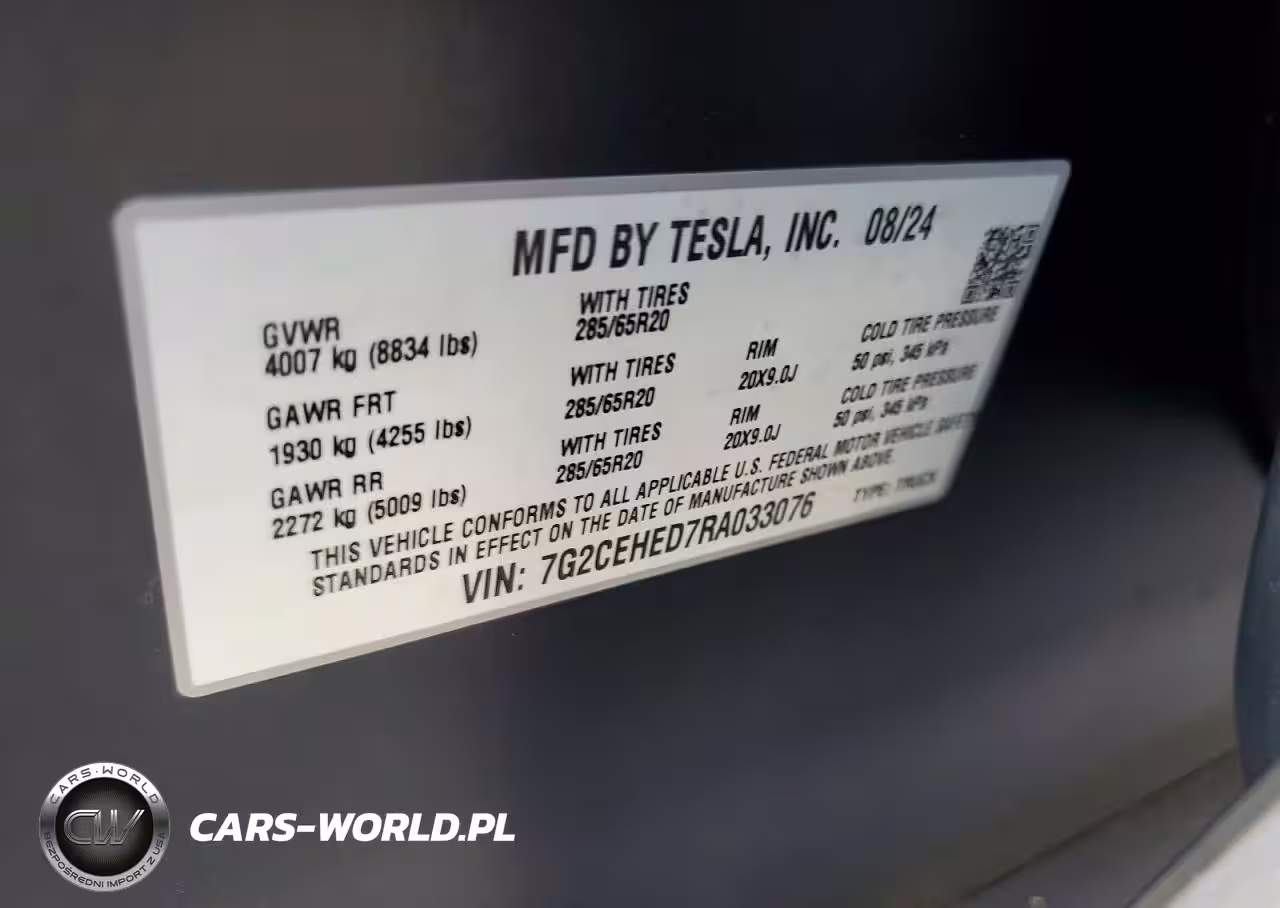 MFD BY TESLA, INC. 08/24
GVWR
4007 kg (8834 lbs)
WITH TIRES
285/65R20
GAWR FRT
1930 kg (4255 lbs)
WITH TIRES
285/65R20
RIM
20X9.0J
COLD TIRE PRESSURE
50 psi, 345 kPa
GAWR RR
2272 kg (5009 lbs)
WITH TIRES
285/65R20
RIM
20X9.0J
COLD TIRE PRESSURE
50 psi, 345 kPa
THIS VEHICLE CONFORMS TO ALL APPLICABLE U.S. FEDERAL MOTOR VEHICLE SAFETY
STANDARDS IN EFFECT ON THE DATE OF MANUFACTURE SHOWN ABOVE.
VIN: 7G2CEHED7RA033076 TYPE: TRUCK
CARS-WORLD
CW
BEZPOŚREDNI IMPORT Z USA
CARS-WORLD.PL